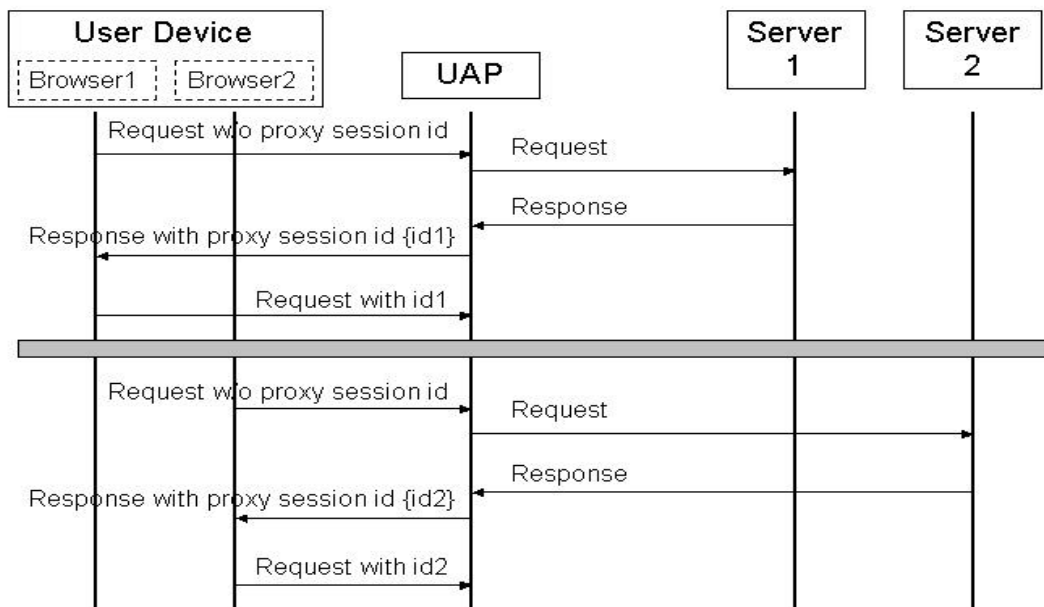 User Device
Browser1 Browser2
UAP
Server
1
Server
2
Request w/o proxy session id
Request
Response
Response with proxy session id {id1}
Request with id1
Request w/o proxy session id
Request
Response
Response with proxy session id {id2}
Request with id2